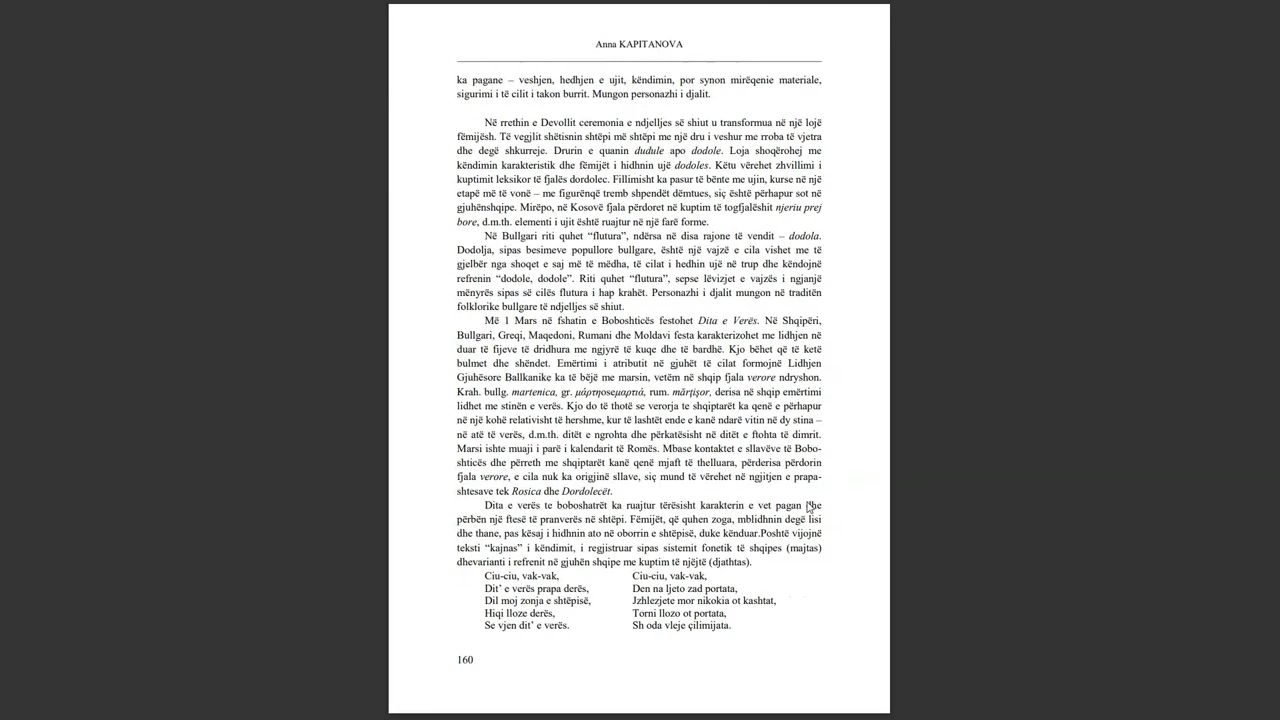 Anna KAPITANOVA
ka pagane – veshjen, hedhjen e ujit, këndimin, por synon mirëqenie materiale,
sigurimi i të cilit i takon burrit. Mungon personazhi i djalit.
Në rrethin e Devollit ceremonia e ndjelljes së shiut u transformua në një lojë
fëmijësh. Të vegjlit shëtisnin shtëpi më shtëpi me një dru i veshur me rroba të vjetra
dhe degë shkurreje. Drurin e quanin dudule apo dodole. Loja shoqërohej me
këndimin karakteristik dhe fëmijët i hidhnin ujë dodoles. Këtu vërehet zhvillimi i
kuptimit leksikor të fjalës dordolec. Fillimisht ka pasur të bënte me ujin, kurse në një
etapë më të vonë – me figurënqë tremb shpendët dëmtues, siç është përhapur sot në
gjuhënshqipe. Mirëpo, në Kosovë fjala përdoret në kuptim të togfjalëshit njeriu prej
bore, d.m.th. elementi i ujit është ruajtur në një farë forme.
Në Bullgari riti quhet “flutura”, ndërsa në disa rajone të vendit – dodola.
Dodolja, sipas besimeve popullore bullgare, është një vajzë e cila vishet me të
gjelbër nga shoqet e saj më të mëdha, të cilat i hedhin ujë në trup dhe këndojnë
refrenin “dodole, dodole”. Riti quhet “flutura”, sepse lëvizjet e vajzës i ngjanjë
mënyrës sipas së cilës flutura i hap krahët. Personazhi i djalit mungon në traditën
folklorike bullgare të ndjelljes së shiut.
Më 1 Mars në fshatin e Boboshticës festohet Dita e Verës. Në Shqipëri,
Bullgari, Greqi, Maqedoni, Rumani dhe Moldavi festa karakterizohet me lidhjen në
duar të fijeve të dridhura me ngjyrë të kuqe dhe të bardhë. Kjo bëhet që të ketë
bulmet dhe shëndet. Emërtimi i atributit në gjuhët të cilat formojnë Lidhjen
Gjuhësore Ballkanike ka të bëjë me marsin, vetëm në shqip fjala verore ndryshon.
Krah. bullg. martenica, gr. μάρτηοseμαρτιά, rum. mărţişor, derisa në shqip emërtimi
lidhet me stinën e verës. Kjo do të thotë se verorja te shqiptarët ka qenë e përhapur
në një kohë relativisht të hershme, kur të lashtët ende e kanë ndarë vitin në dy stina –
në atë të verës, d.m.th. ditët e ngrohta dhe përkatësisht në ditët e ftohta të dimrit.
Marsi ishte muaji i parë i kalendarit të Romës. Mbase kontaktet e sllavëve të Bobo-
shticës dhe përreth me shqiptarët kanë qenë mjaft të thelluara, përderisa përdorin
fjala verore, e cila nuk ka origjinë sllave, siç mund të vërehet në ngjitjen e prapa-
shtesave tek Rosica dhe Dordolecët.
Dita e verës te boboshatrët ka ruajtur tërësisht karakterin e vet pagan dhe
përbën një ftesë të pranverës në shtëpi. Fëmijët, që quhen zoga, mblidhnin degë lisi
dhe thane, pas kësaj i hidhnin ato në oborrin e shtëpisë, duke kënduar.Poshtë vijojnë
teksti “kajnas” i këndimit, i regjistruar sipas sistemit fonetik të shqipes (majtas)
dhevarianti i refrenit në gjuhën shqipe me kuptim të njëjtë (djathtas).
Ciu-ciu, vak-vak,
Dit’ e verës prapa derës,
Dil moj zonja e shtëpisë,
Hiqi lloze derës,
Se vjen dit’ e verës.
Ciu-ciu, vak-vak,
Den na ljeto zad portata,
Jzhlezjete mor nikokia ot kashtat,
Torni llozo ot portata,
Sh oda vleje çilimijata.
160